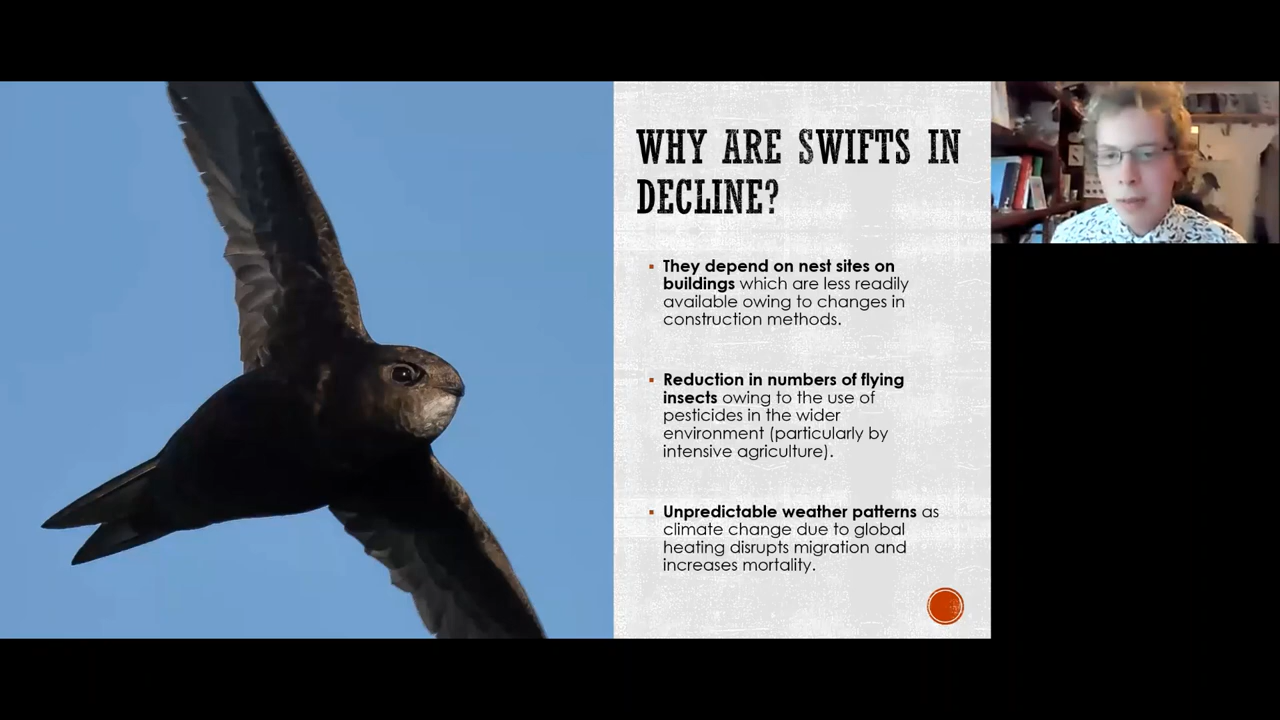 WHY ARE SWIFTS IN
DECLINE?
They depend on nest sites on
buildings which are less readily
available owing to changes in
construction methods.
Reduction in numbers of flying
insects owing to the use of
pesticides in the wider
environment (particularly by
intensive agriculture).
Unpredictable weather patterns as
climate change due to global
heating disrupts migration and
increases mortality.